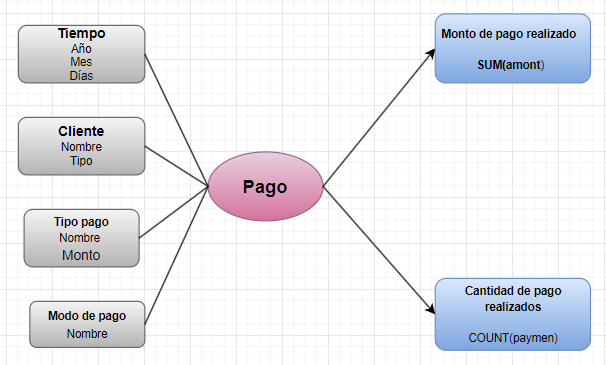 Tiempo
Año
Mes
Días
Cliente
Nombre
Tipo
Tipo pago
Nombre
Monto
Modo de pago
Nombre
Pago
Monto de pago realizado
SUM(amont)
Cantidad de pago
realizados
COUNT(paymen)